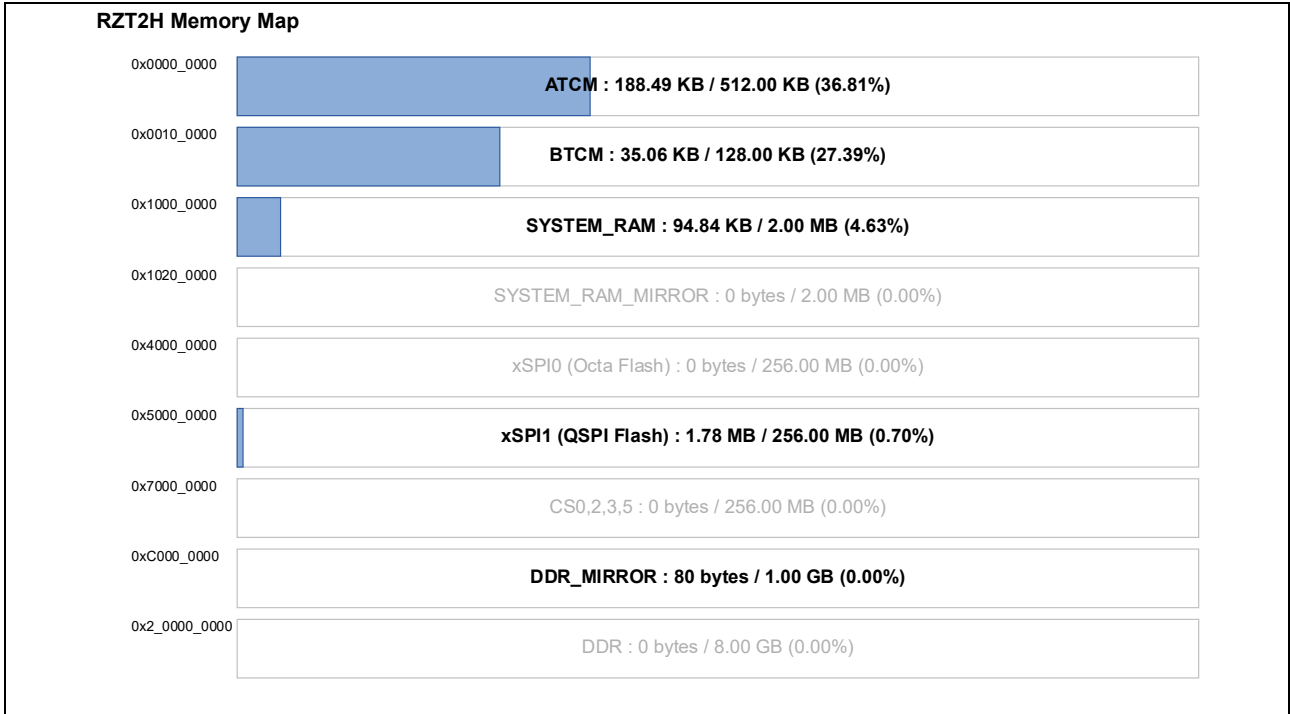 RZT2H Memory Map
0x0000_0000
ATCM : 188.49 KB / 512.00 KB (36.81%)
0x0010_0000
BTCM : 35.06 KB / 128.00 KB (27.39%)
0x1000_0000
SYSTEM_RAM : 94.84 KB / 2.00 MB (4.63%)
0x1020_0000
SYSTEM_RAM_MIRROR : 0 bytes / 2.00 MB (0.00%)
0x4000_0000
xSPI0 (Octa Flash) : 0 bytes / 256.00 MB (0.00%)
0x5000_0000
xSPI1 (QSPI Flash) : 1.78 MB / 256.00 MB (0.70%)
0x7000_0000
CS0,2,3,5 : 0 bytes / 256.00 MB (0.00%)
0xC000_0000
DDR_MIRROR : 80 bytes / 1.00 GB (0.00%)
0x2_0000_0000
DDR : 0 bytes / 8.00 GB (0.00%)